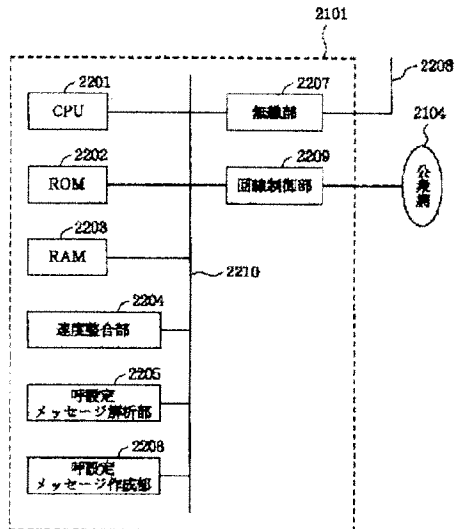 2101
2201
CPU
2207
無線部
2208
2104
公衆網
2202
ROM
2209
回線制御部
2203
RAM
2210
2204
速度整合部
2205
呼設定
メッセージ解析部
2206
呼設定
メッセージ作成部